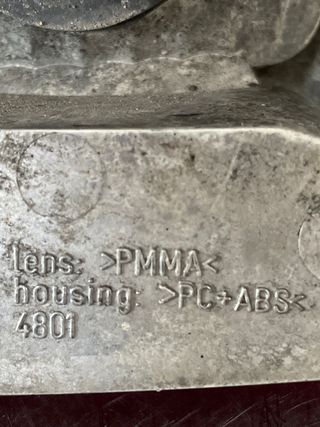 lens: >PMMA<
housing: >PC+ABS<
4801